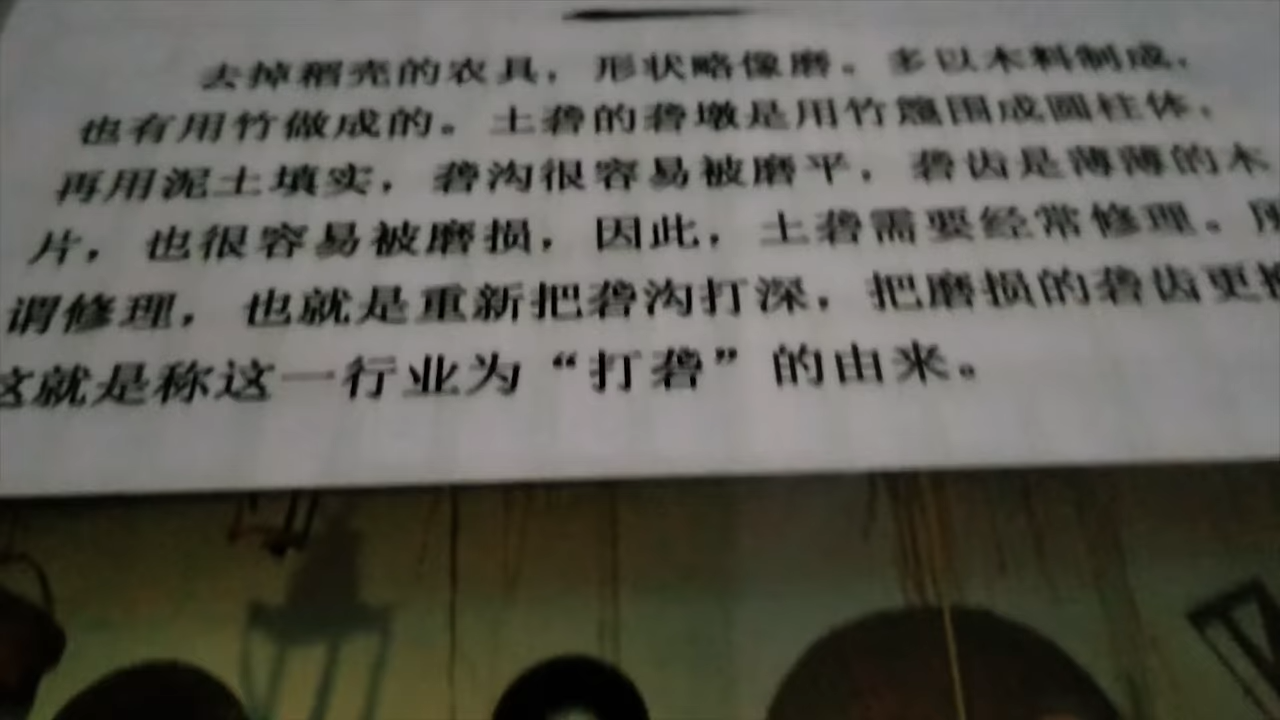 去掉稻壳的农具，形状略像磨。多以木料制成，
也有用竹做成的。土砻的砻墩是用竹篾围成圆柱体，
再用泥土填实，砻沟很容易被磨平，砻齿是薄薄的木
片，也很容易被磨损，因此，土砻需要经常修理。所
谓修理，也就是重新把砻沟打深，把磨损的砻齿更换
这就是称这一行业为“打砻”的由来。